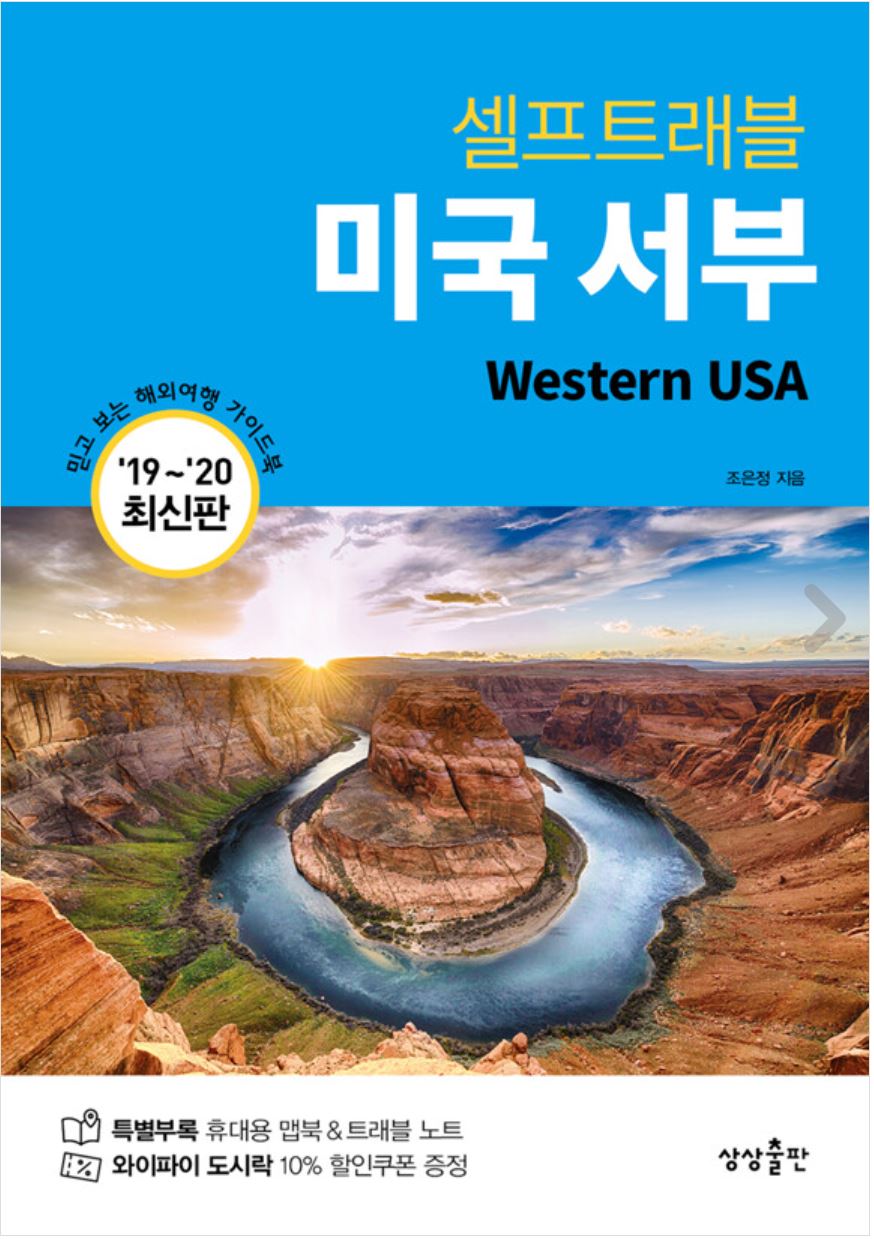 셀프트래블
미국 서부
Western USA
믿고 보는 해외여행 가이드북
'19~'20
최신판
조은정 지음
특별부록 휴대용 맵북&트래블 노트
와이파이 도시락 10% 할인쿠폰 증정
상상출판